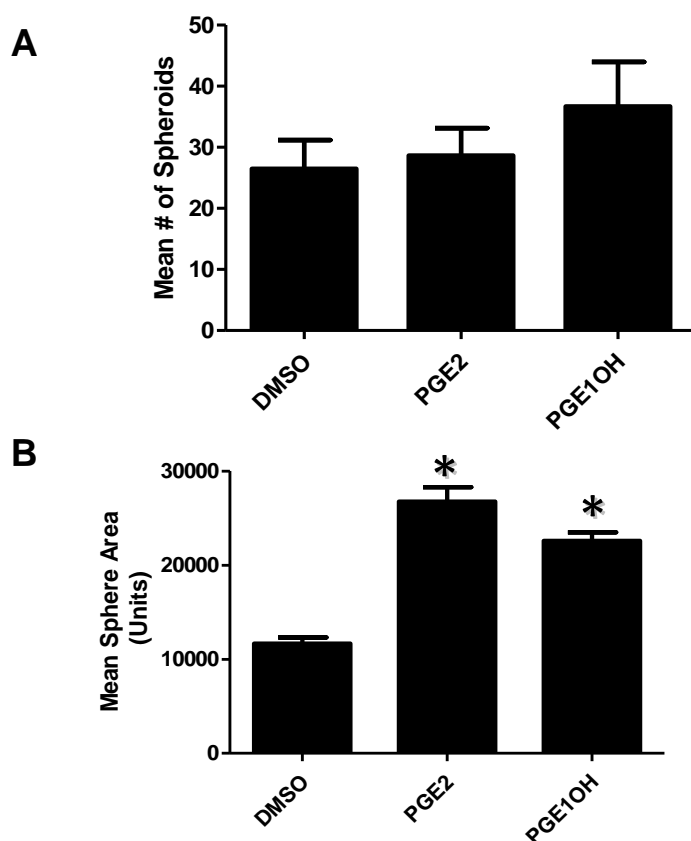 A
Mean # of Spheroids
50
40
30
20
10
0
DMSO
PGE2
PGE1OH
B
Mean Sphere Area
(Units)
30000
20000
10000
0
*
*
DMSO
PGE2
PGE1OH